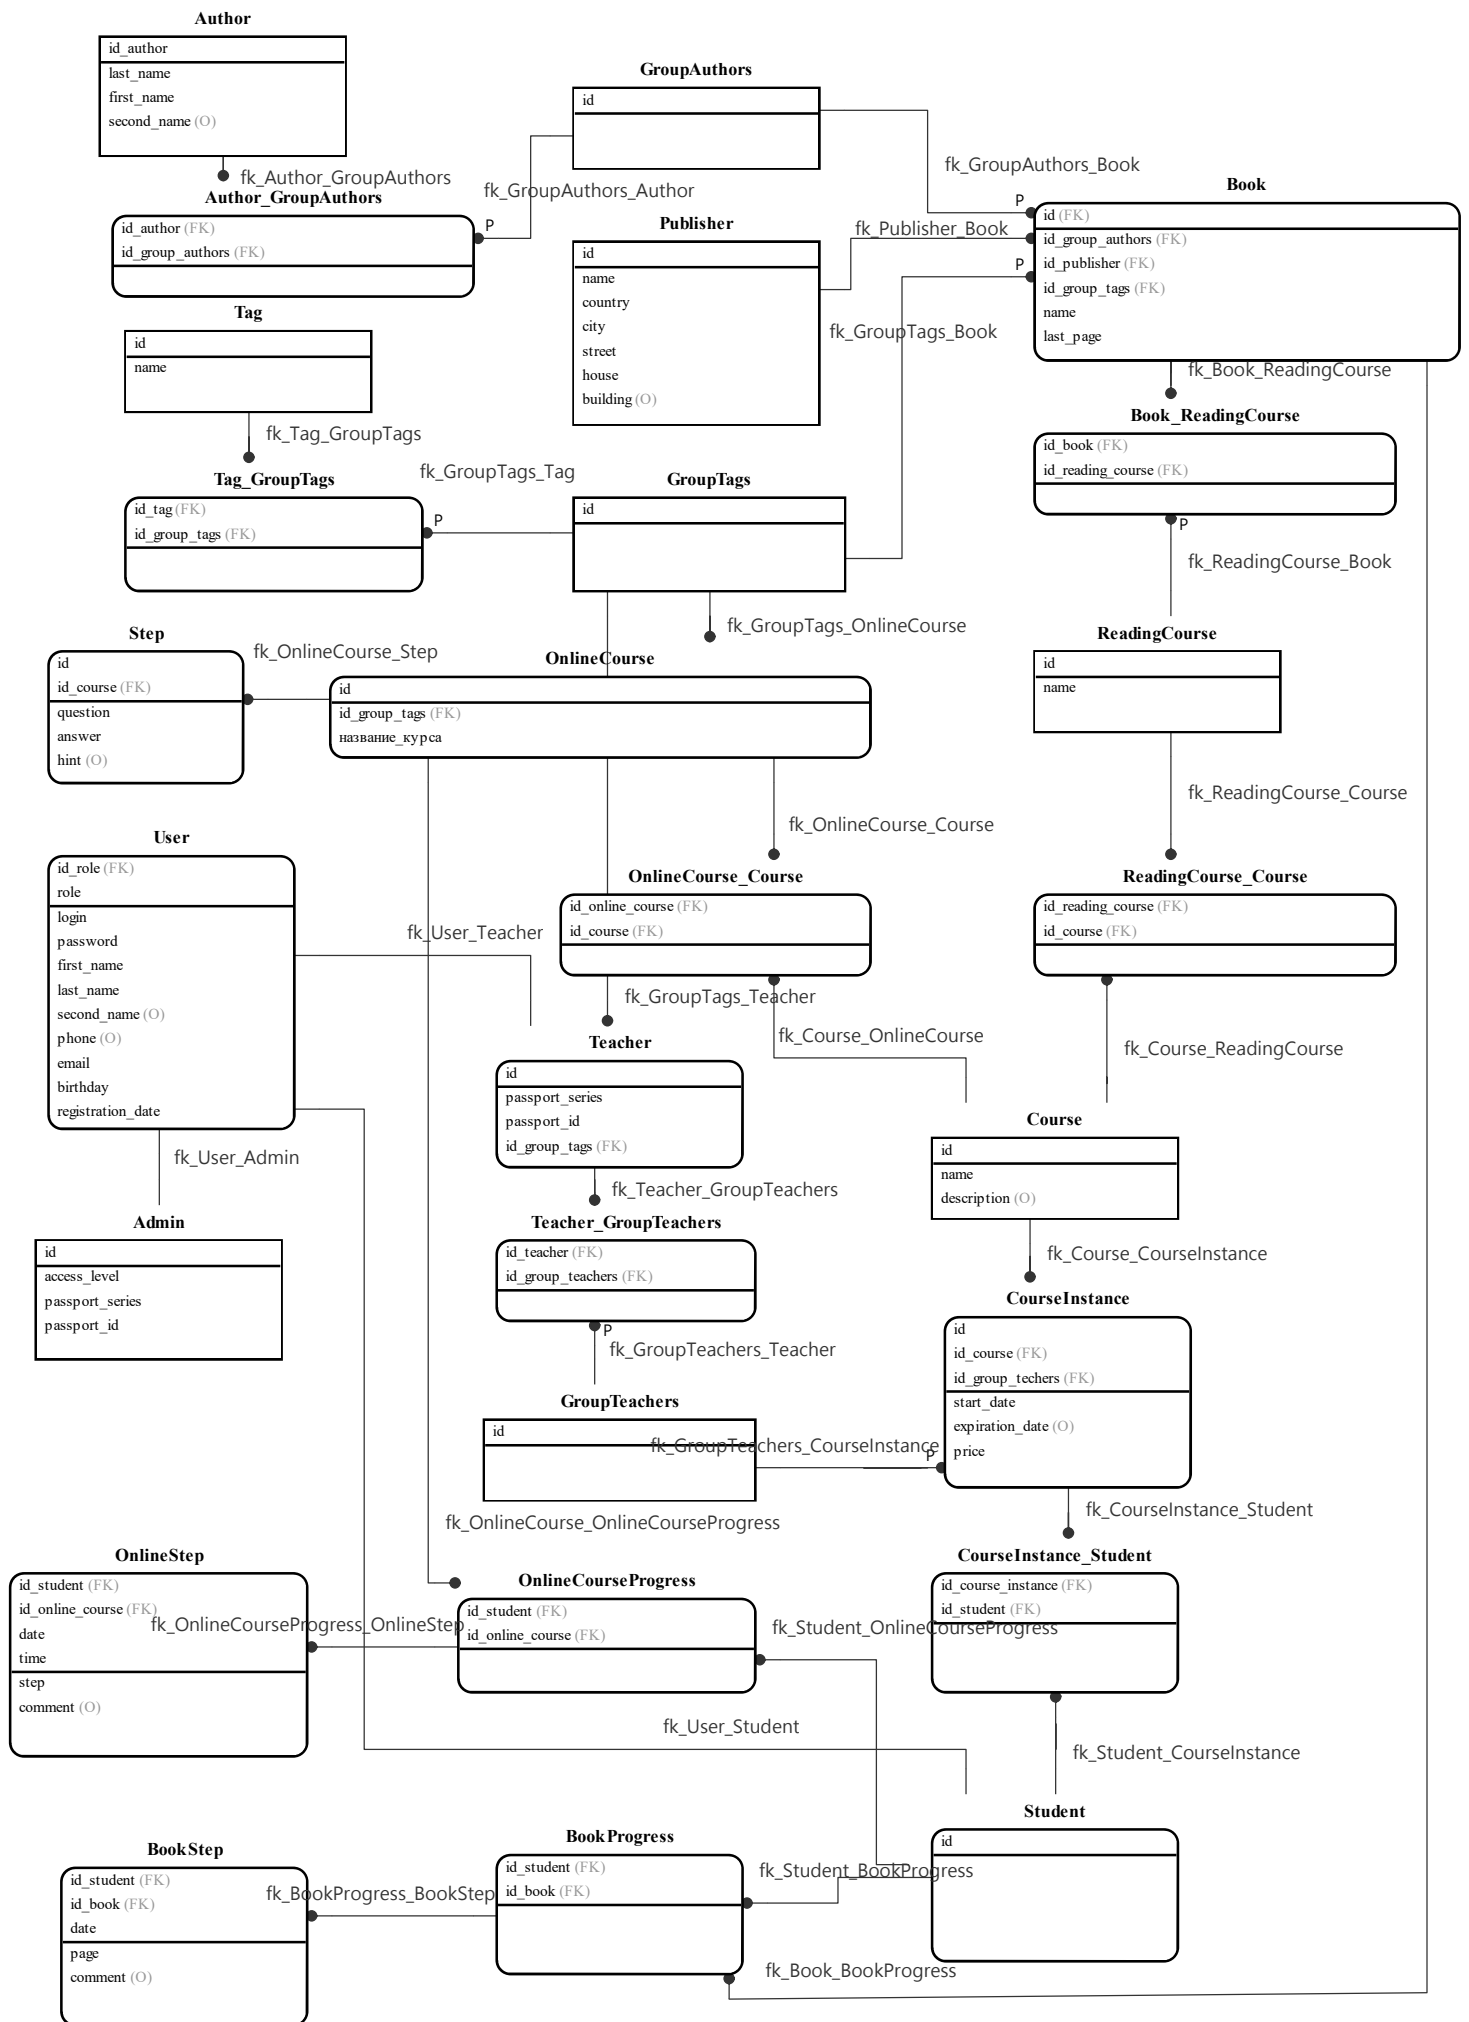 Author
id_author
last_name
first_name
second_name (O)
fk_Author_GroupAuthors
GroupAuthors
id
fk_GroupAuthors_Author
P
fk_GroupAuthors_Book
P
Author_GroupAuthors
id_author (FK)
id_group_authors (FK)
Publisher
id
name
country
city
street
house
building (O)
fk_Publisher_Book
Book
id (FK)
id_group_authors (FK)
id_publisher (FK)
id_group_tags (FK)
name
last_page
P
fk_GroupTags_Book
fk_Book_ReadingCourse
Tag
id
name
fk_Tag_GroupTags
Tag_GroupTags
id_tag (FK)
id_group_tags (FK)
fk_GroupTags_Tag
P
GroupTags
id
fk_GroupTags_OnlineCourse
Book_ReadingCourse
id_book (FK)
id_reading_course (FK)
P
fk_ReadingCourse_Book
Step
id
id_course (FK)
question
answer
hint (O)
fk_OnlineCourse_Step
OnlineCourse
id
id_group_tags (FK)
название_курса
ReadingCourse
id
name
fk_ReadingCourse_Course
fk_OnlineCourse_Course
User
id_role (FK)
role
login
password
first_name
last_name
second_name (O)
phone (O)
email
birthday
registration_date
fk_User_Teacher
OnlineCourse_Course
id_online_course (FK)
id_course (FK)
ReadingCourse_Course
id_reading_course (FK)
id_course (FK)
fk_GroupTags_Teacher
fk_Course_OnlineCourse
fk_Course_ReadingCourse
Teacher
id
passport_series
passport_id
id_group_tags (FK)
fk_Teacher_GroupTeachers
Course
id
name
description (O)
fk_Course_CourseInstance
fk_User_Admin
Admin
id
access_level
passport_series
passport_id
Teacher_GroupTeachers
id_teacher (FK)
id_group_teachers (FK)
P
fk_GroupTeachers_Teacher
CourseInstance
id
id_course (FK)
id_group_techers (FK)
start_date
expiration_date (O)
price
GroupTeachers
id
fk_GroupTeachers_CourseInstance
P
fk_OnlineCourse_OnlineCourseProgress
fk_CourseInstance_Student
OnlineStep
id_student (FK)
id_online_course (FK)
date
time
step
comment (O)
fk_OnlineCourseProgress_OnlineStep
OnlineCourseProgress
id_student (FK)
id_online_course (FK)
fk_Student_OnlineCourseProgress
CourseInstance_Student
id_course_instance (FK)
id_student (FK)
fk_User_Student
fk_Student_CourseInstance
Student
id
BookStep
id_student (FK)
id_book (FK)
date
page
comment (O)
fk_BookProgress_BookStep
BookProgress
id_student (FK)
id_book (FK)
fk_Student_BookProgress
fk_Book_BookProgress